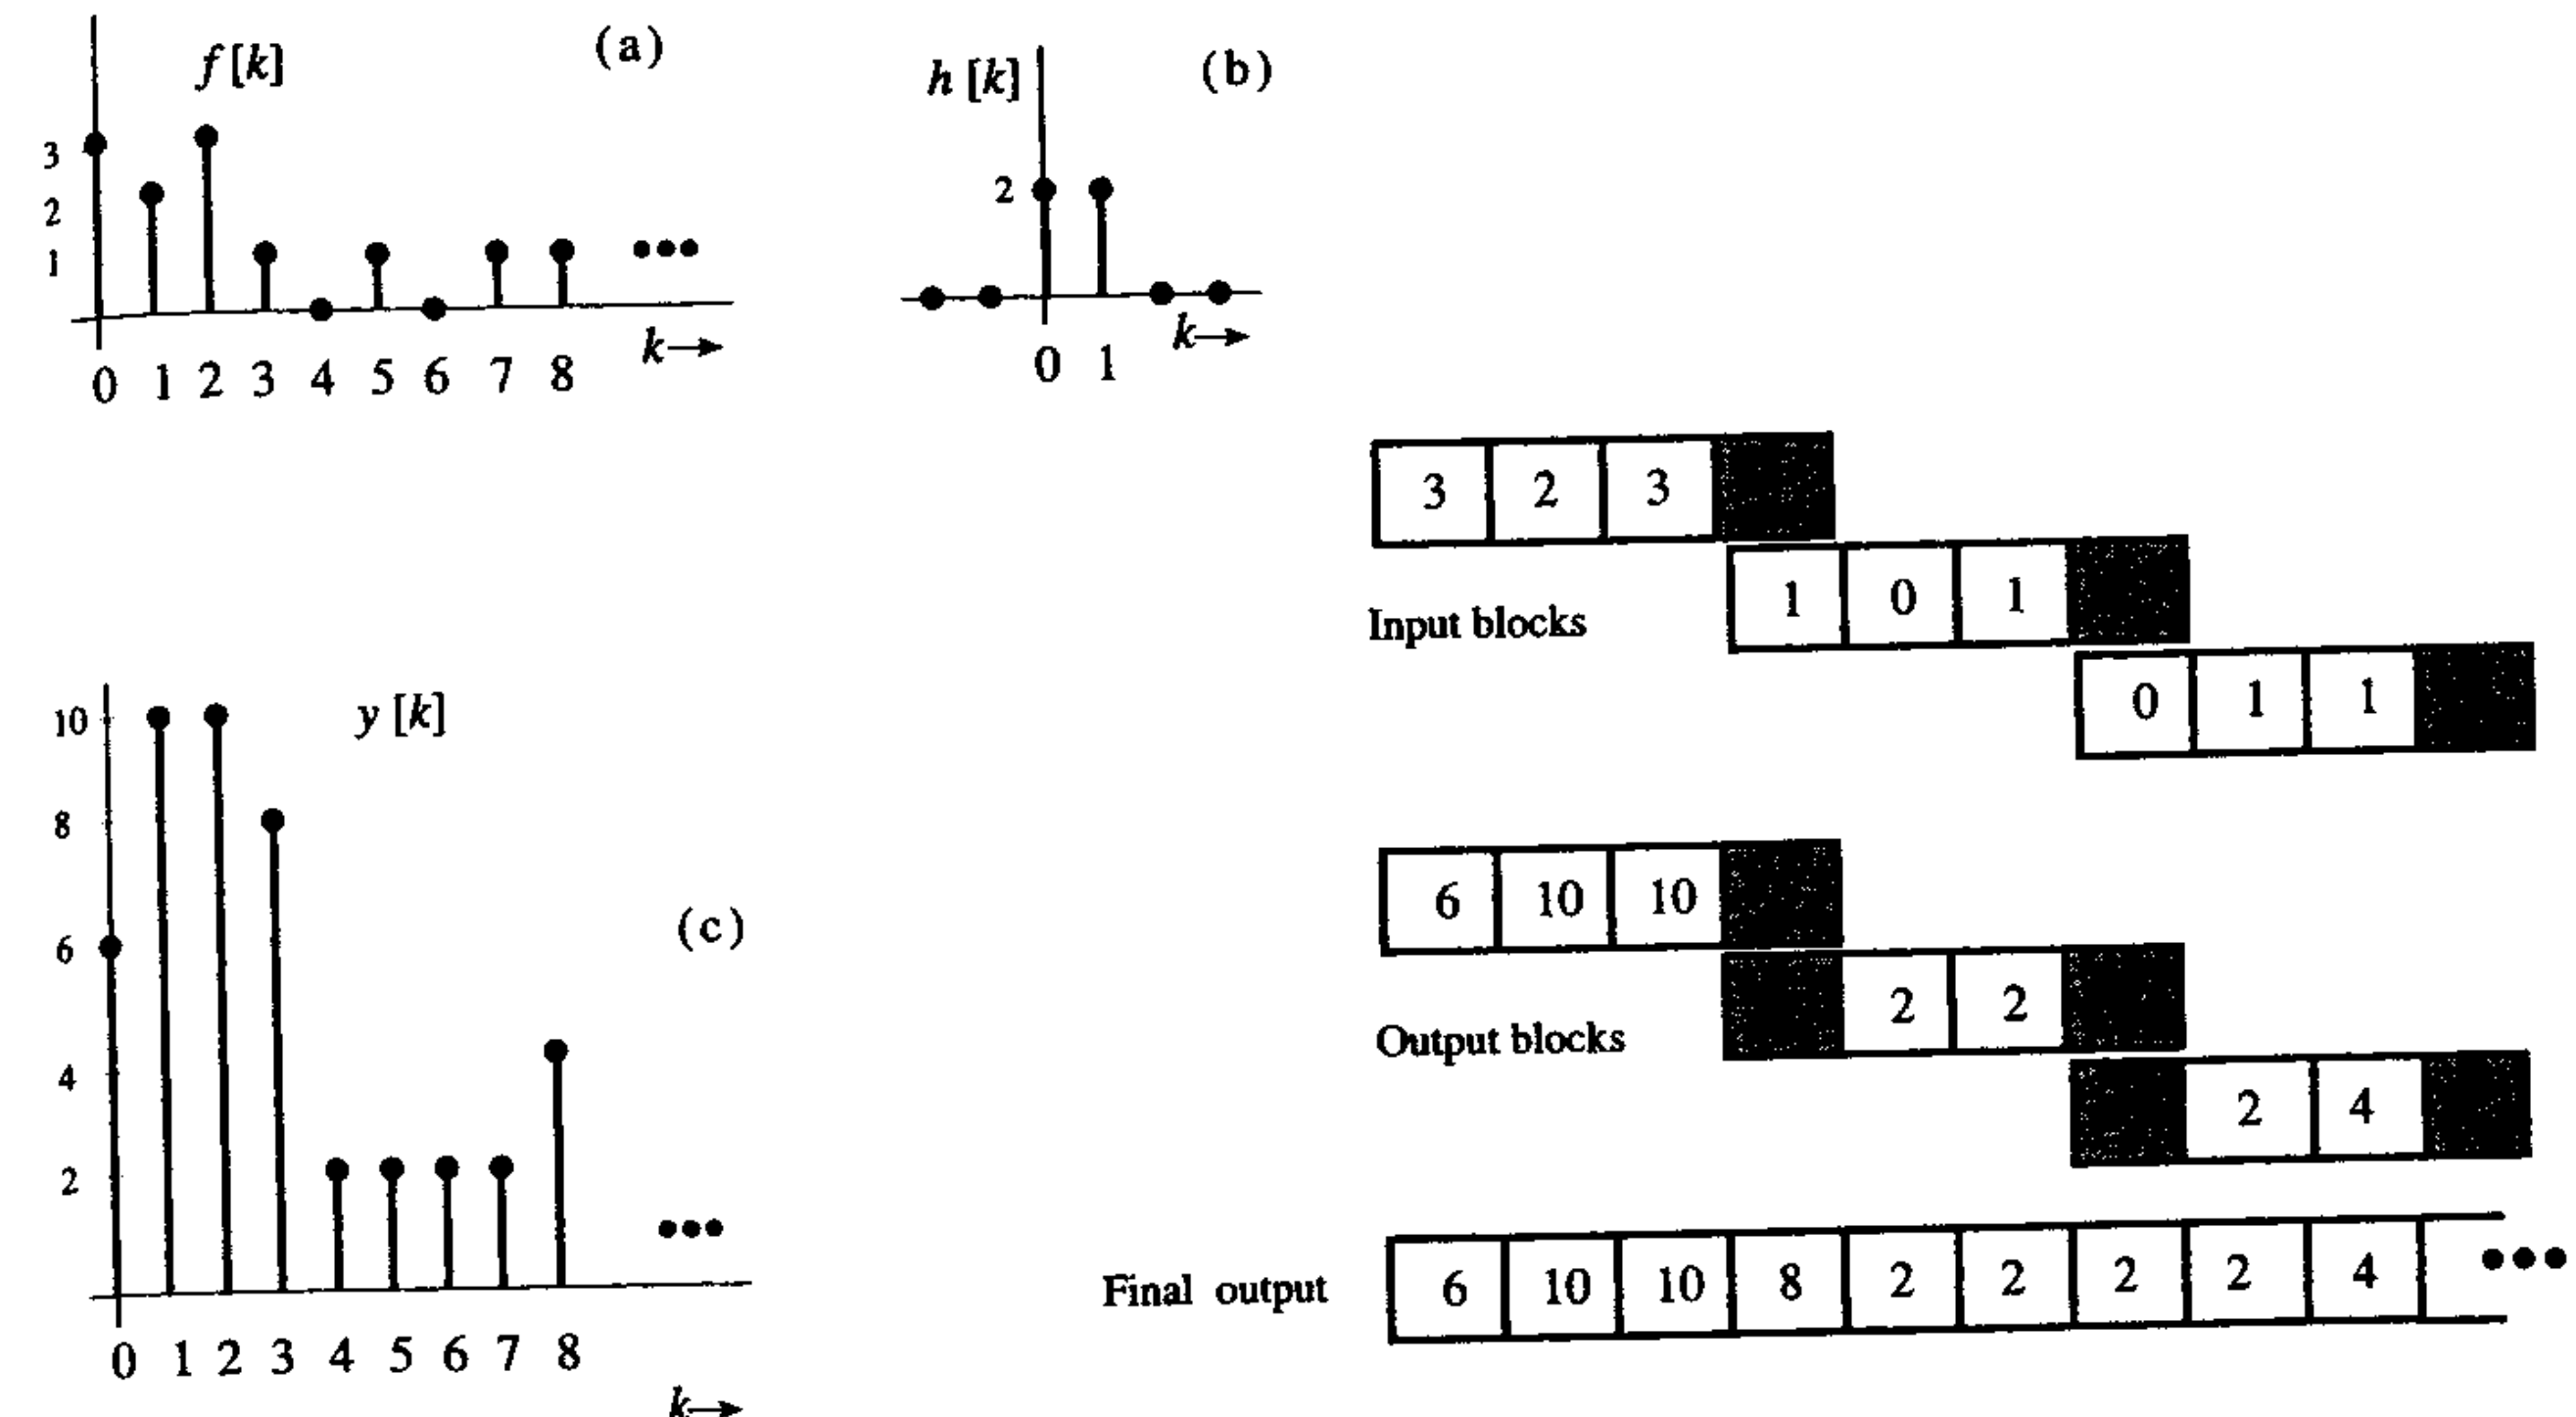 f [k]
(a)
3
2
1
0 1 2 3 4 5 6 7 8
k→
h [k]
(b)
2
0 1
k→
3 2 3
1 0 1
0 1 1
Input blocks
y [k]
(c)
10
8
6
4
2
0 1 2 3 4 5 6 7 8
k→
6 10 10
2 2
2 4
Output blocks
Final output
6 10 10 8 2 2 2 2 4 •••